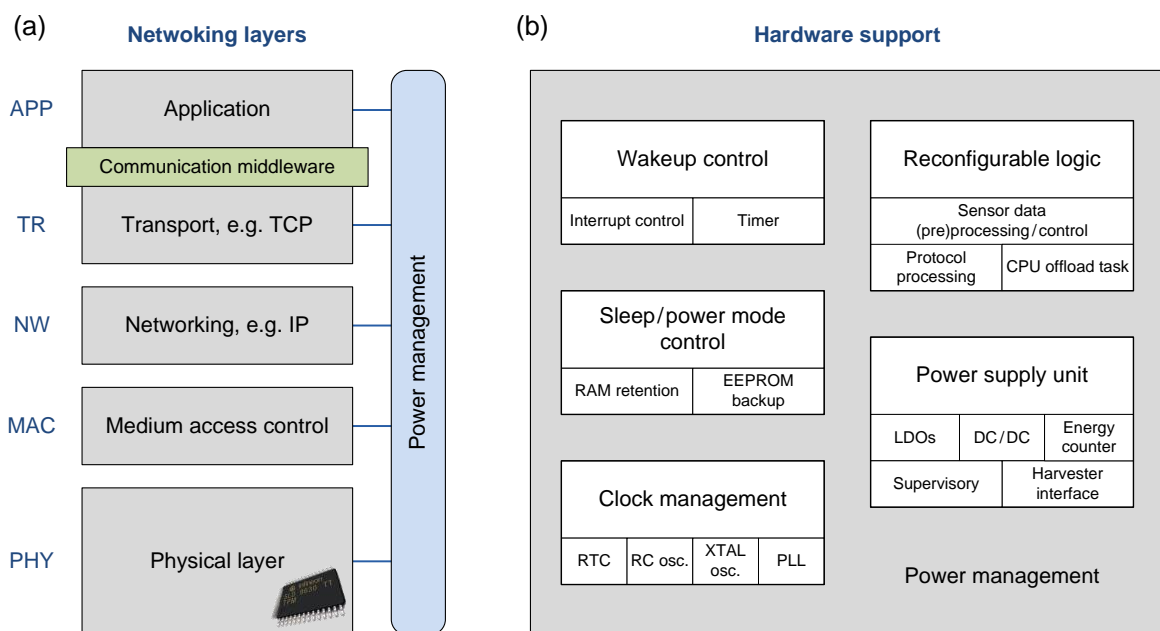 (a)
Netwoking layers
APP
Application
Communication middleware
TR
Transport, e.g. TCP
NW
Networking, e.g. IP
MAC
Medium access control
PHY
Physical layer
Power management
(b)
Hardware support
Wakeup control
Interrupt control
Timer
Sleep/power mode
control
RAM retention
EEPROM
backup
Clock management
RTC
RC osc.
XTAL
osc.
PLL
Reconfigurable logic
Sensor data
(pre)processing/control
Protocol
processing
CPU offload task
Power supply unit
LDOs
DC/DC
Energy
counter
Supervisory
Harvester
interface
Power management